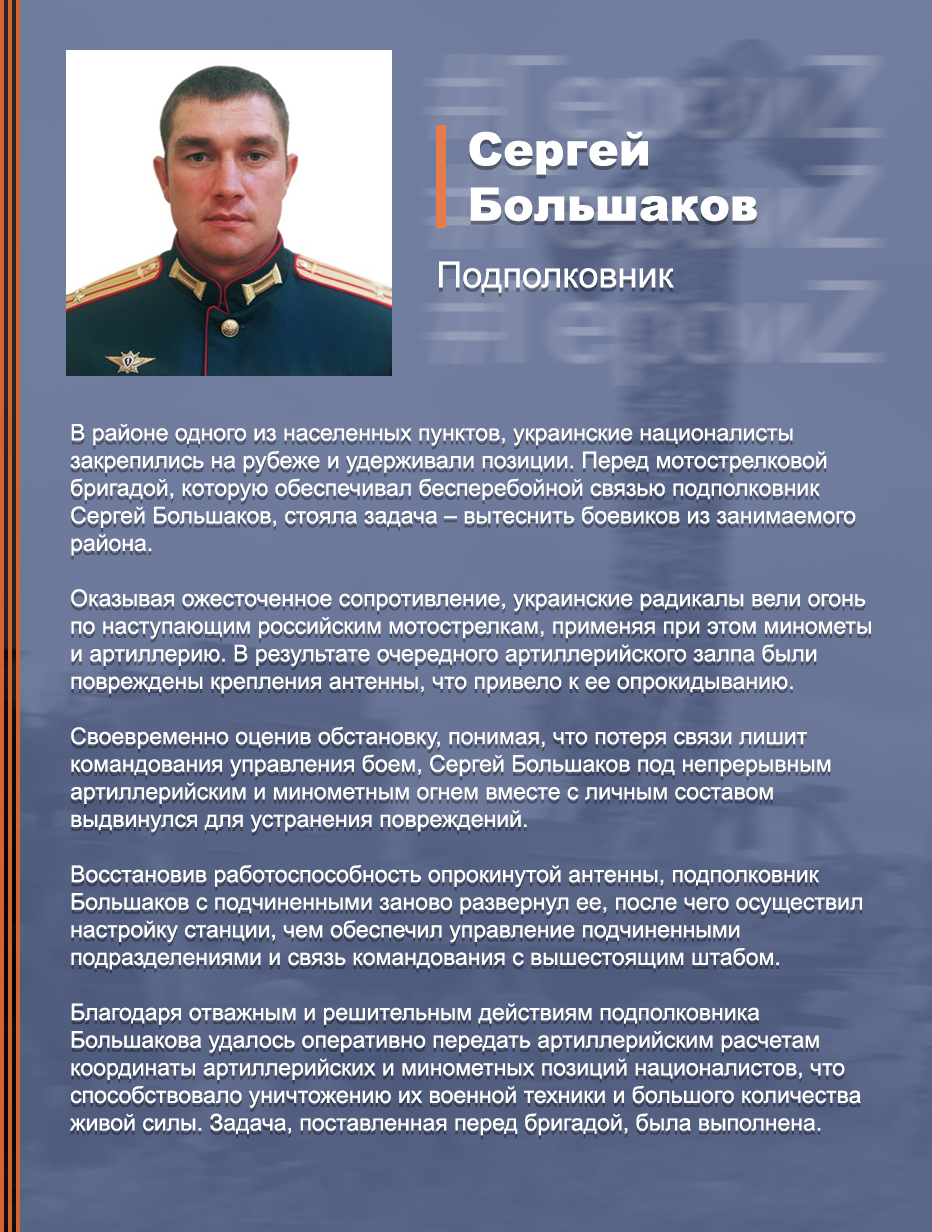 #ГероиZ
#ГероиZ
#ГероиZ
Сергей
Большаков
Подполковник
В районе одного из населенных пунктов, украинские националисты
закрепились на рубеже и удерживали позиции. Перед мотострелковой
бригадой, которую обеспечивал бесперебойной связью подполковник
Сергей Большаков, стояла задача – вытеснить боевиков из занимаемого
района.
Оказывая ожесточенное сопротивление, украинские радикалы вели огонь
по наступающим российским мотострелкам, применяя при этом минометы
и артиллерию. В результате очередного артиллерийского залпа были
повреждены крепления антенны, что привело к ее опрокидыванию.
Своевременно оценив обстановку, понимая, что потеря связи лишит
командования управления боем, Сергей Большаков под непрерывным
артиллерийским и минометным огнем вместе с личным составом
выдвинулся для устранения повреждений.
Восстановив работоспособность опрокинутой антенны, подполковник
Большаков с подчиненными заново развернул ее, после чего осуществил
настройку станции, чем обеспечил управление подчиненными
подразделениями и связь командования с вышестоящим штабом.
Благодаря отважным и решительным действиям подполковника
Большакова удалось оперативно передать артиллерийским расчетам
координаты артиллерийских и минометных позиций националистов, что
способствовало уничтожению их военной техники и большого количества
живой силы. Задача, поставленная перед бригадой, была выполнена.